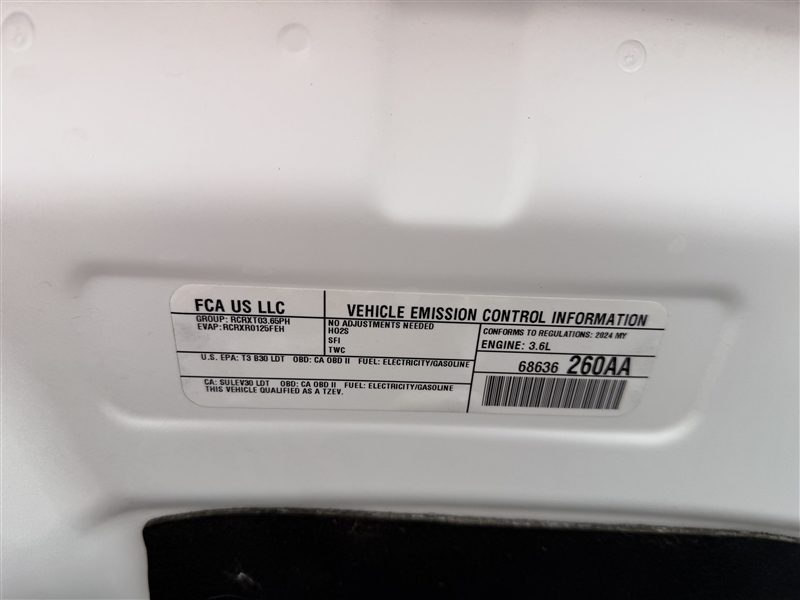 FCA US LLC
GROUP: RCRXT03.65PH
EVAP: RCRXR0125FEH
VEHICLE EMISSION CONTROL INFORMATION
NO ADJUSTMENTS NEEDED
HO2S
SFI
TWC
CONFORMS TO REGULATIONS: 2024 MY
ENGINE: 3.6L
U.S. EPA: T3 B30 LDT OBD: CA OBD II FUEL: ELECTRICITY/GASOLINE
68636 260AA
CA: SULEV30 LDT OBD: CA OBD II FUEL: ELECTRICITY/GASOLINE
THIS VEHICLE QUALIFIED AS A TZEV.